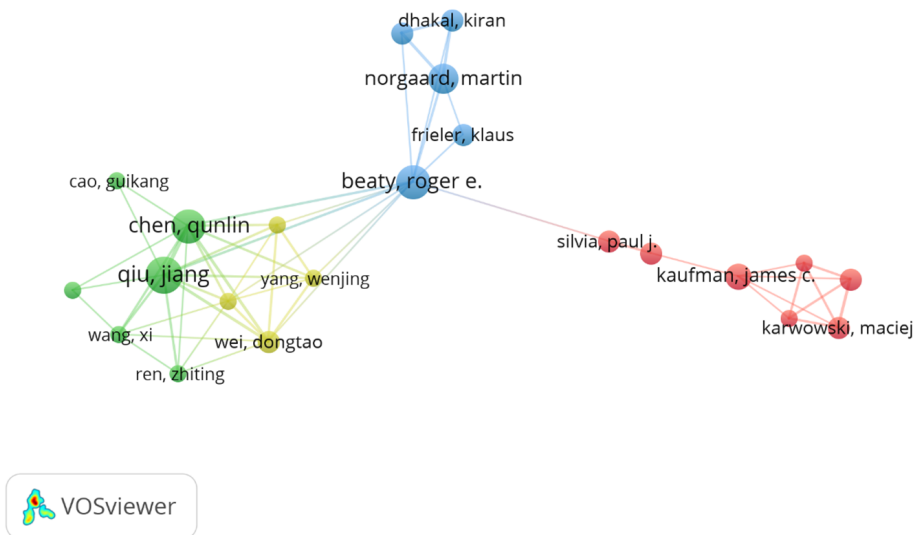 dhakal, kiran
norgaard, martin
frieler, klaus
beaty, roger e.
cao, guikang
chen, qunlin
qiu, jiang
yang, wenjing
wang, xi
wei, dongtao
ren, zhiting
silvia, paul j.
kaufman, james c.
karwowski, maciej
VOSviewer